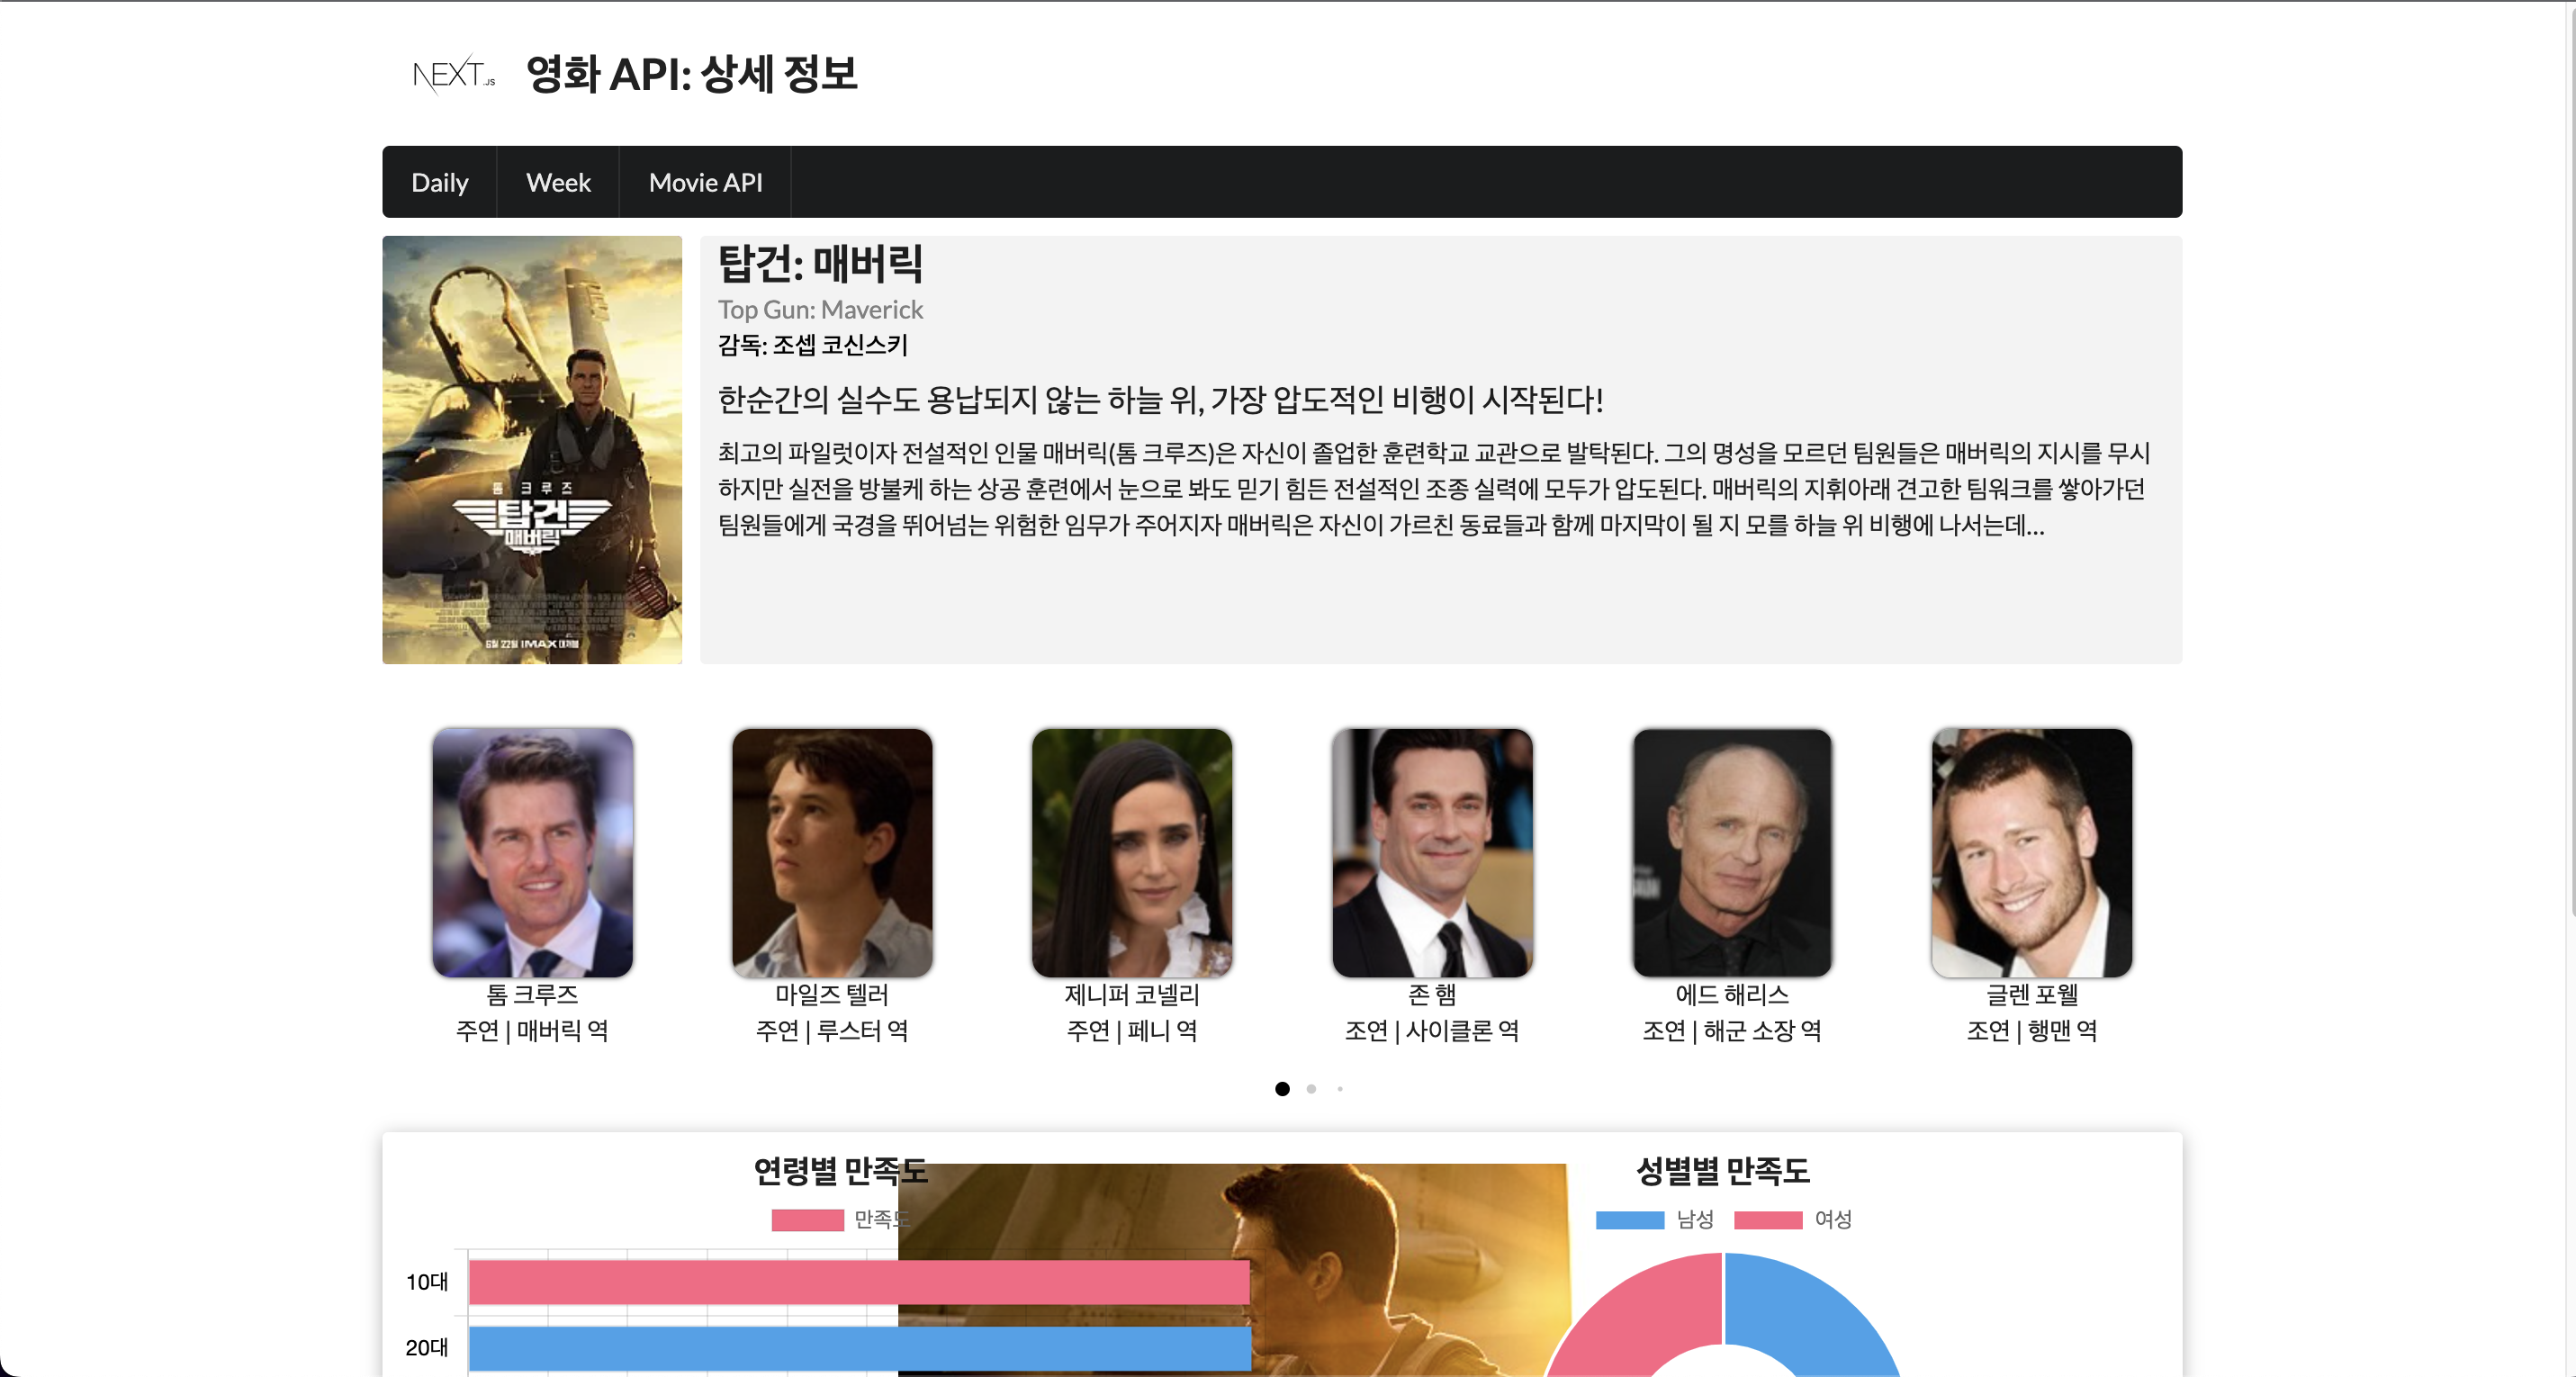 NEXT.JS 영화 API: 상세 정보
Daily Week Movie API
탑건: 매버릭
Top Gun: Maverick
감독: 조셉 코신스키
한순간의 실수도 용납되지 않는 하늘 위, 가장 압도적인 비행이 시작된다!
최고의 파일럿이자 전설적인 인물 매버릭(톰 크루즈)은 자신이 졸업한 훈련학교 교관으로 발탁된다. 그의 명성을 모르던 팀원들은 매버릭의 지시를 무시
하지만 실전을 방불케 하는 상공 훈련에서 눈으로 봐도 믿기 힘든 전설적인 조종 실력에 모두가 압도된다. 매버릭의 지휘아래 견고한 팀워크를 쌓아가던
팀원들에게 국경을 뛰어넘는 위험한 임무가 주어지자 매버릭은 자신이 가르친 동료들과 함께 마지막이 될 지 모를 하늘 위 비행에 나서는데...
톰 크루즈
탑건
매버릭
6월 22일 IMAX 대개봉
톰 크루즈
주연 | 매버릭 역
마일즈 텔러
주연 | 루스터 역
제니퍼 코넬리
주연 | 페니 역
존 햄
조연 | 사이클론 역
에드 해리스
조연 | 해군 소장 역
글렌 포웰
조연 | 행맨 역
연령별 만족도
만족도
10대
20대
성별별 만족도
남성 여성